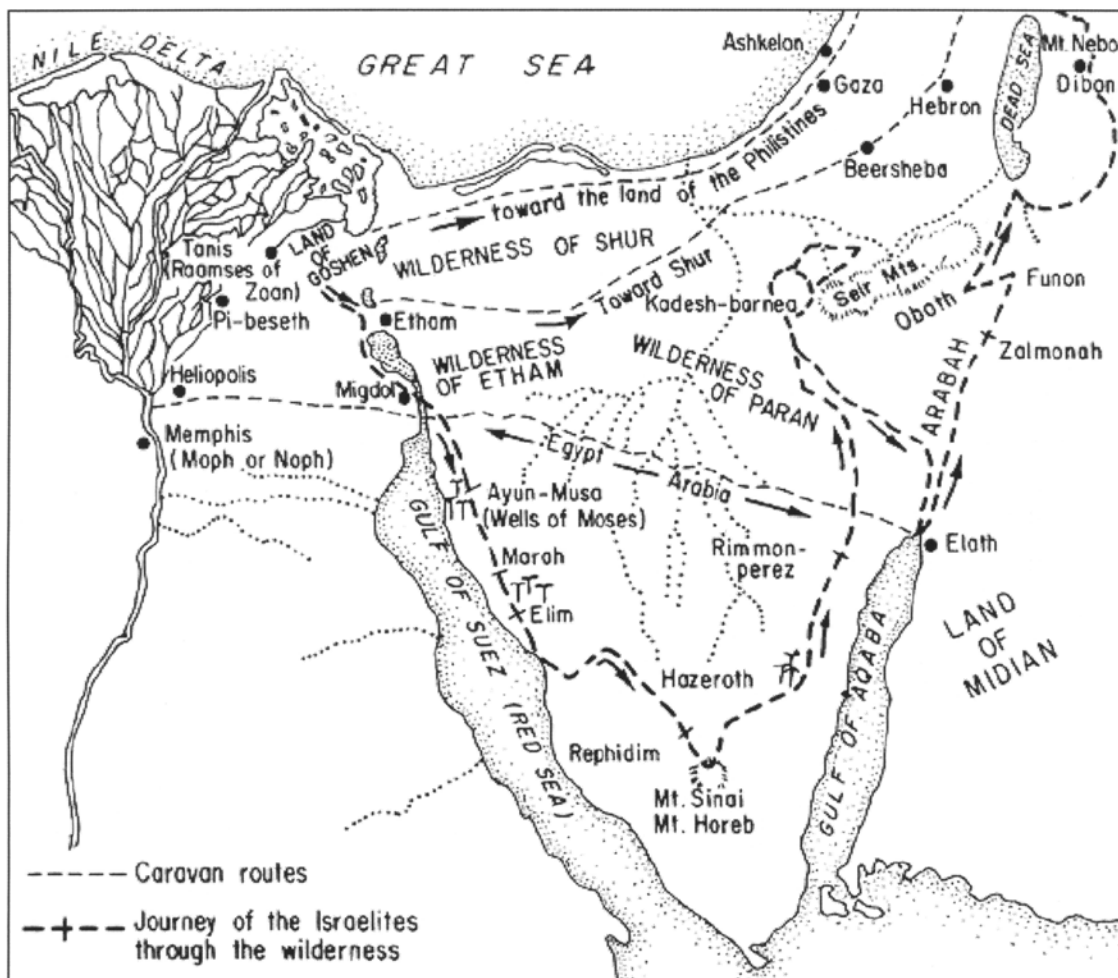 NILE DELTA
GREAT SEA
Ashkelon
Gaza
Hebron
Beersheba
DEAD SEA
Mt. Nebo
Dibon
toward the land of the Philistines
Tanis
(Raamses of
Zoan)
LAND
OF
GOSHEN
WILDERNESS OF SHUR
Toward Shur
Pi-beseth
Etham
Kadesh-barnea
Seir Mts.
Oboth
Funon
WILDERNESS
OF ETHAM
WILDERNESS
OF PARAN
ARABAH
Zalmonah
Heliopolis
Migdol
Memphis
(Moph or Noph)
Egypt
Arabia
Ayun-Musa
(Wells of Moses)
Marah
Elim
Rimmon-
perez
Elath
GULF OF SUEZ
(RED SEA)
LAND
OF
MIDIAN
Hazeroth
GULF OF AQABA
Rephidim
Mt. Sinai
Mt. Horeb
Caravan routes
Journey of the Israelites
through the wilderness